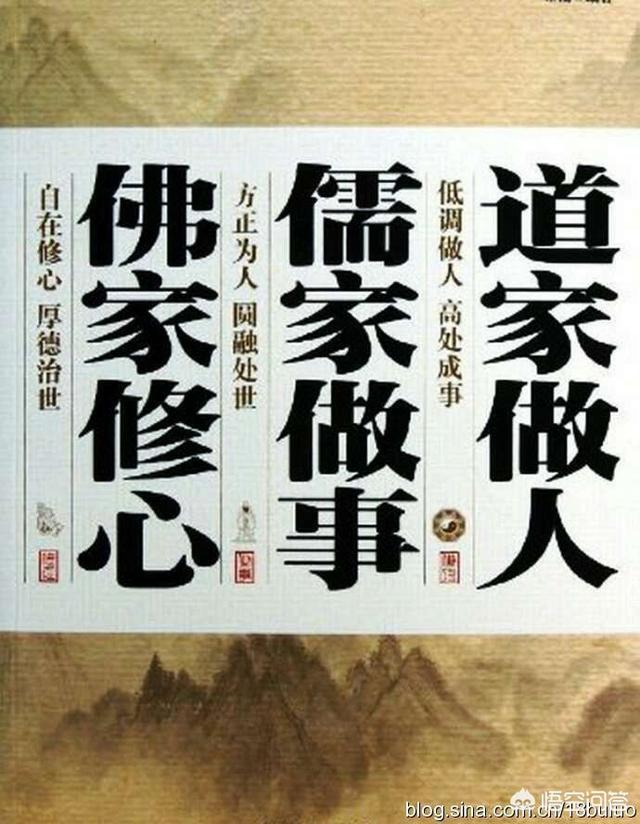 道家做人
低调做人 高处成事
儒家做事
方正为人 圆融处世
佛家修心
自在修心 厚德治世
悟空问答
blog.sina.com.cn/18buluo